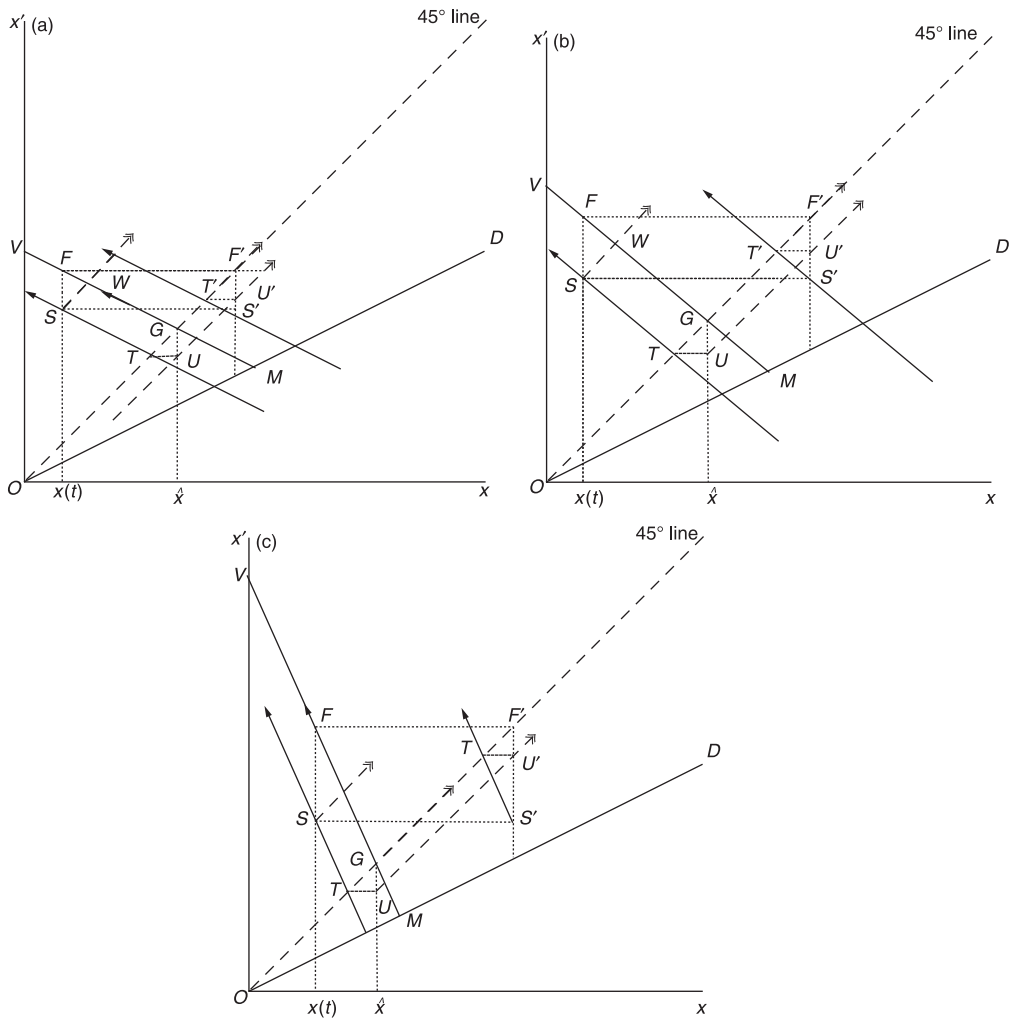 x′ (a)
45° line
V
F
W
F′
D
T′
U′
S
S′
G
T
U
M
O
x(t)
x̂
x
x′ (b)
45° line
V
F
F′
W
T′
U′
D
S
S′
G
T
U
M
O
x(t)
x̂
x
x′ (c)
45° line
V
F
F′
T
U′
D
S
S′
G
T
U
M
O
x(t)
x̂
x